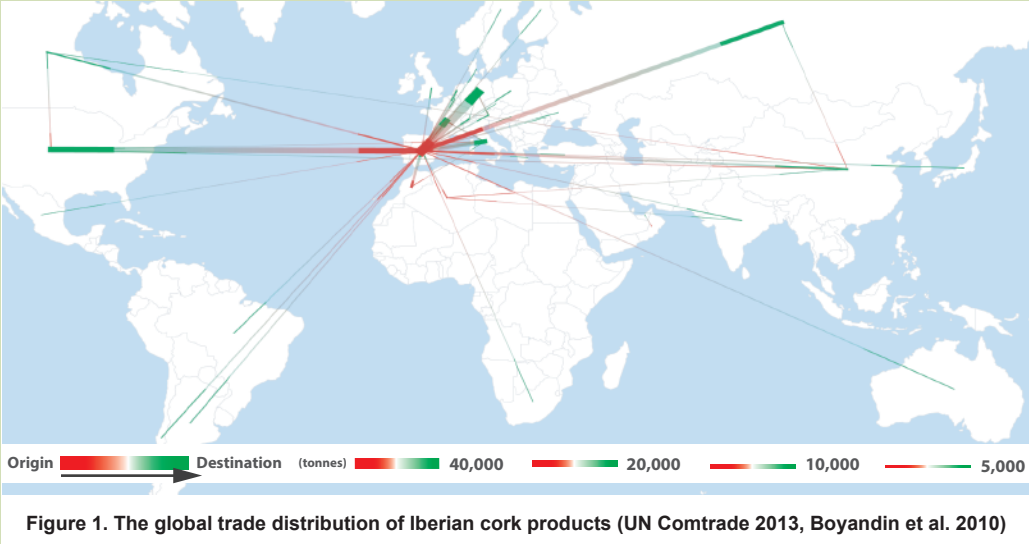 Origin Destination (tonnes) 40,000 20,000 10,000 5,000
Figure 1. The global trade distribution of Iberian cork products (UN Comtrade 2013, Boyandin et al. 2010)